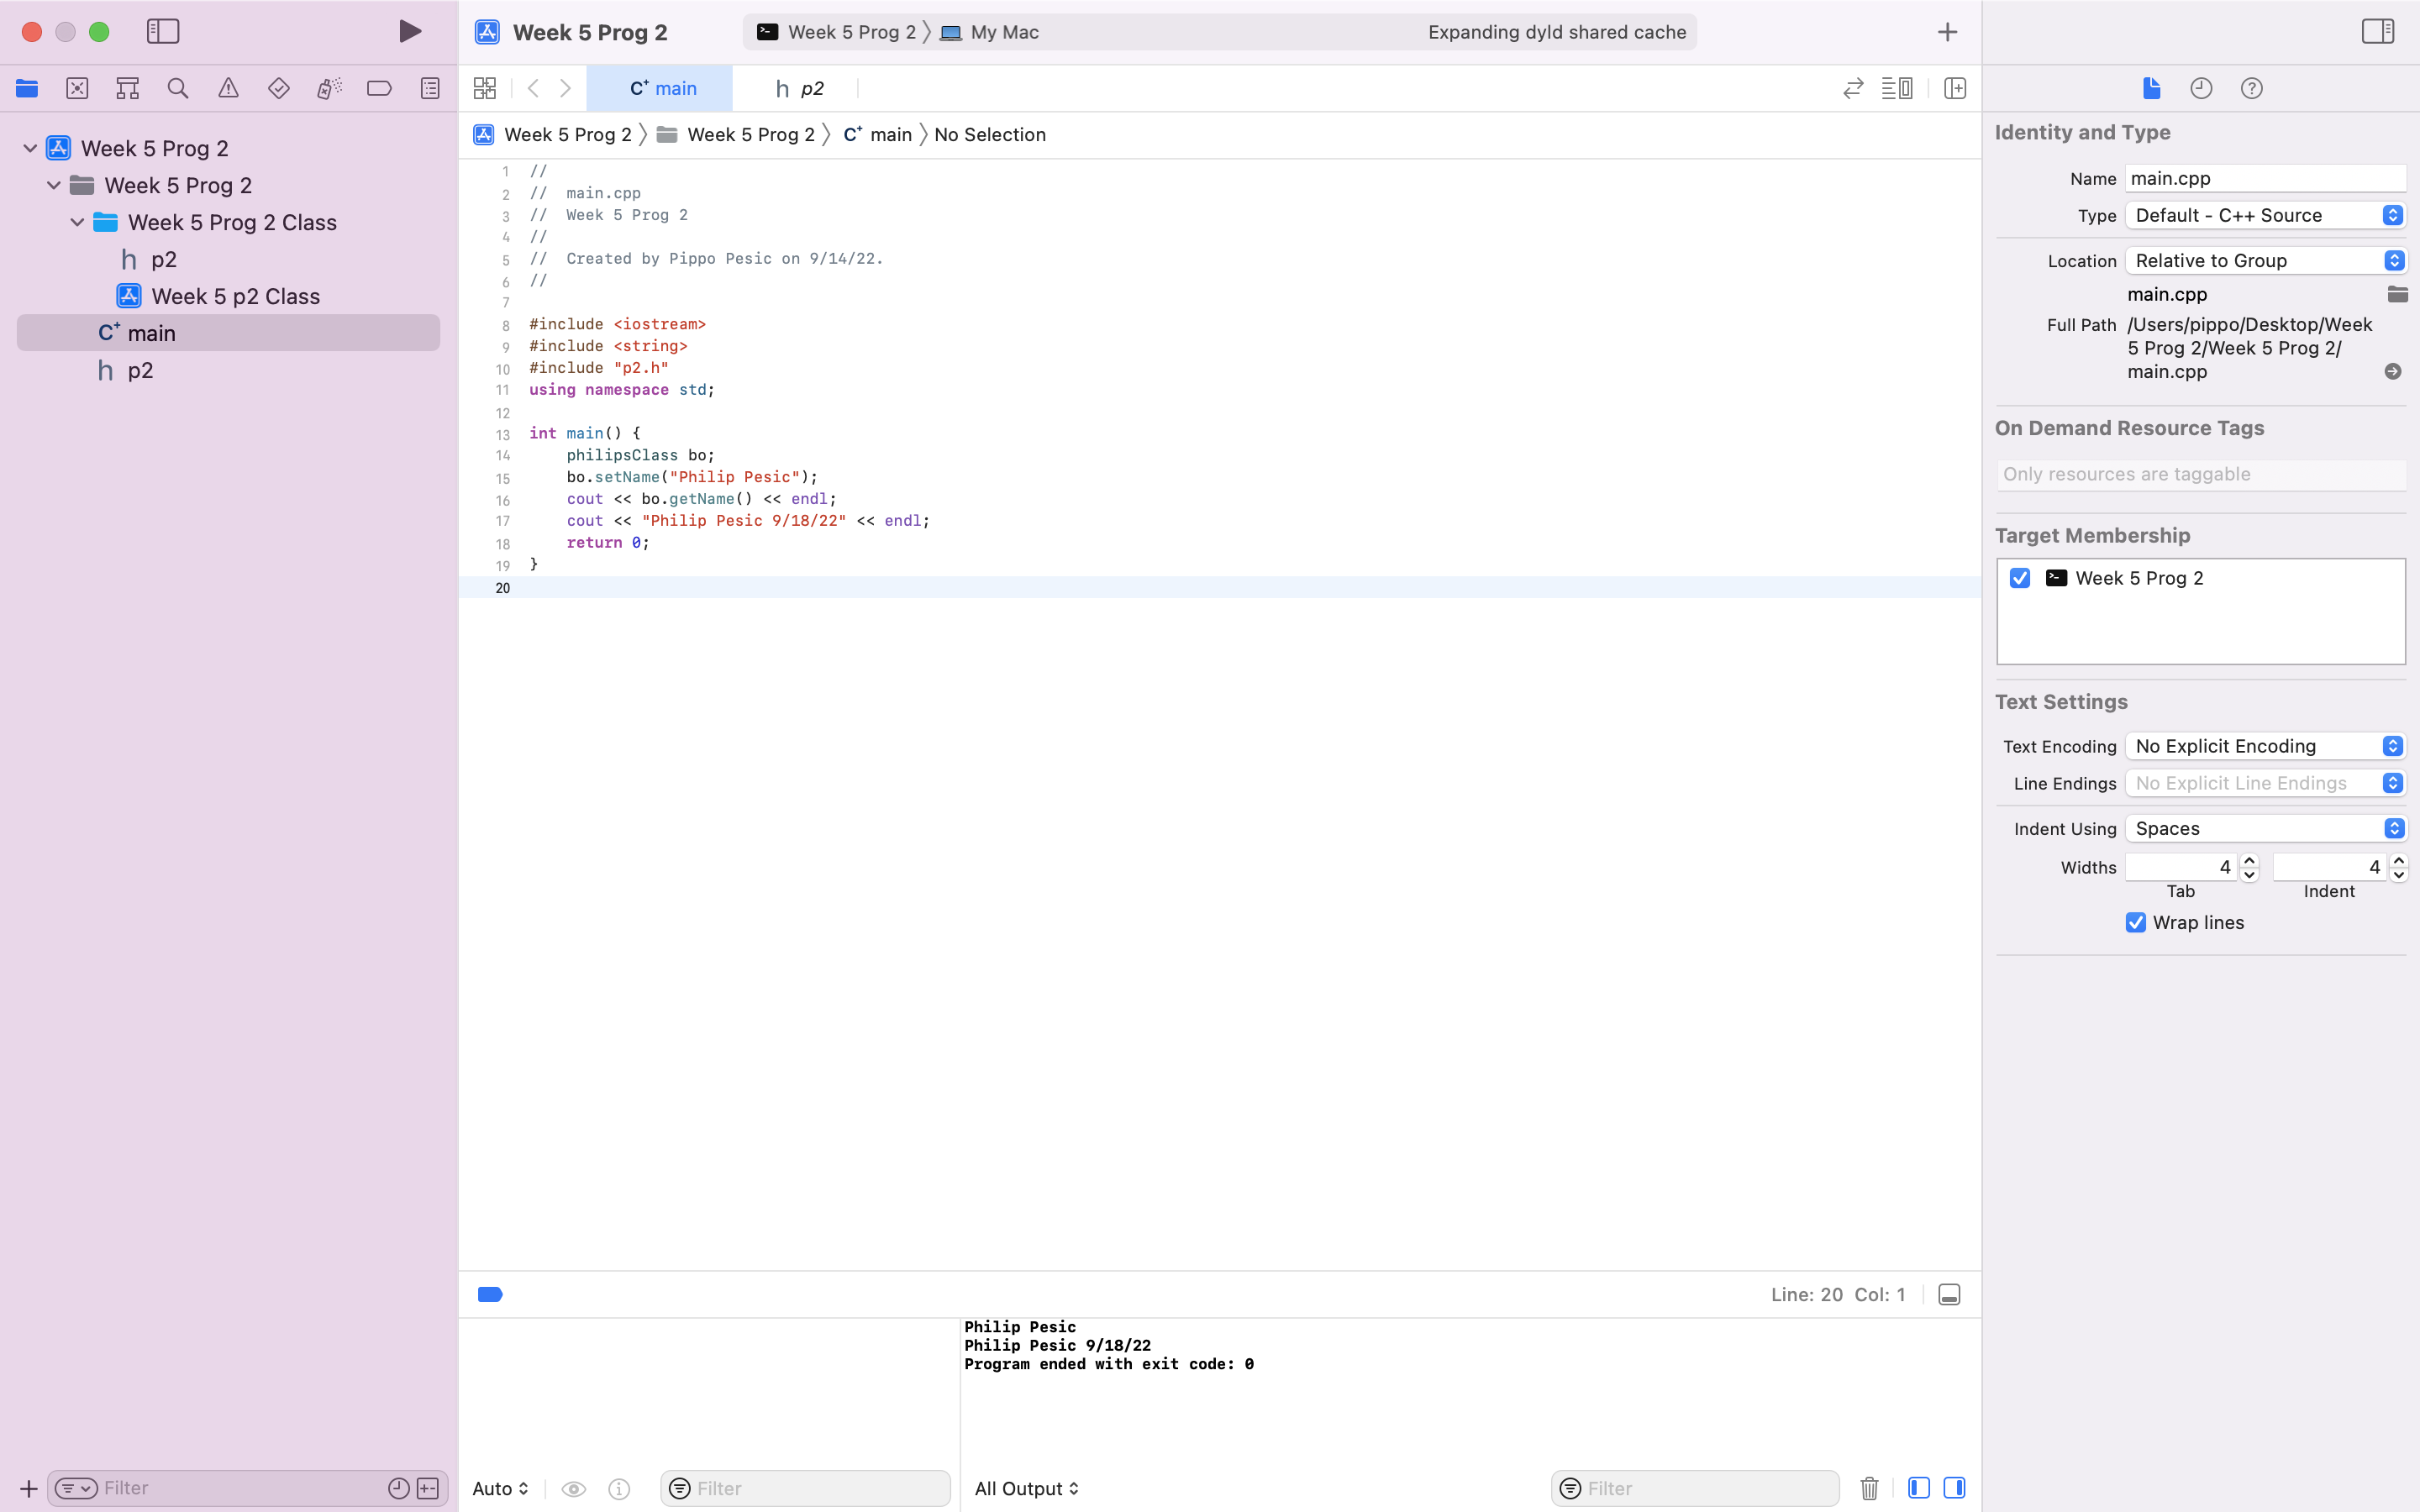 Week 5 Prog 2
Week 5 Prog 2 My Mac
Expanding dyld shared cache
C+ main
h p2
Week 5 Prog 2
Week 5 Prog 2
Week 5 Prog 2 Class
h p2
Week 5 p2 Class
C+ main
h p2
Filter
Week 5 Prog 2 Week 5 Prog 2 C+ main No Selection
1 //
2 //  main.cpp
3 //  Week 5 Prog 2
4 //
5 //  Created by Pippo Pesic on 9/14/22.
6 //
7
8 #include <iostream>
9 #include <string>
10 #include "p2.h"
11 using namespace std;
12
13 int main() {
14     philipsClass bo;
15     bo.setName("Philip Pesic");
16     cout << bo.getName() << endl;
17     cout << "Philip Pesic 9/18/22" << endl;
18     return 0;
19 }
20
Line: 20 Col: 1
Philip Pesic
Philip Pesic 9/18/22
Program ended with exit code: 0
Auto
Filter
All Output
Filter
Identity and Type
Name main.cpp
Type Default - C++ Source
Location Relative to Group
main.cpp
Full Path /Users/pippo/Desktop/Week
5 Prog 2/Week 5 Prog 2/
main.cpp
On Demand Resource Tags
Only resources are taggable
Target Membership
Week 5 Prog 2
Text Settings
Text Encoding No Explicit Encoding
Line Endings No Explicit Line Endings
Indent Using Spaces
Widths 4 4
Tab Indent
Wrap lines